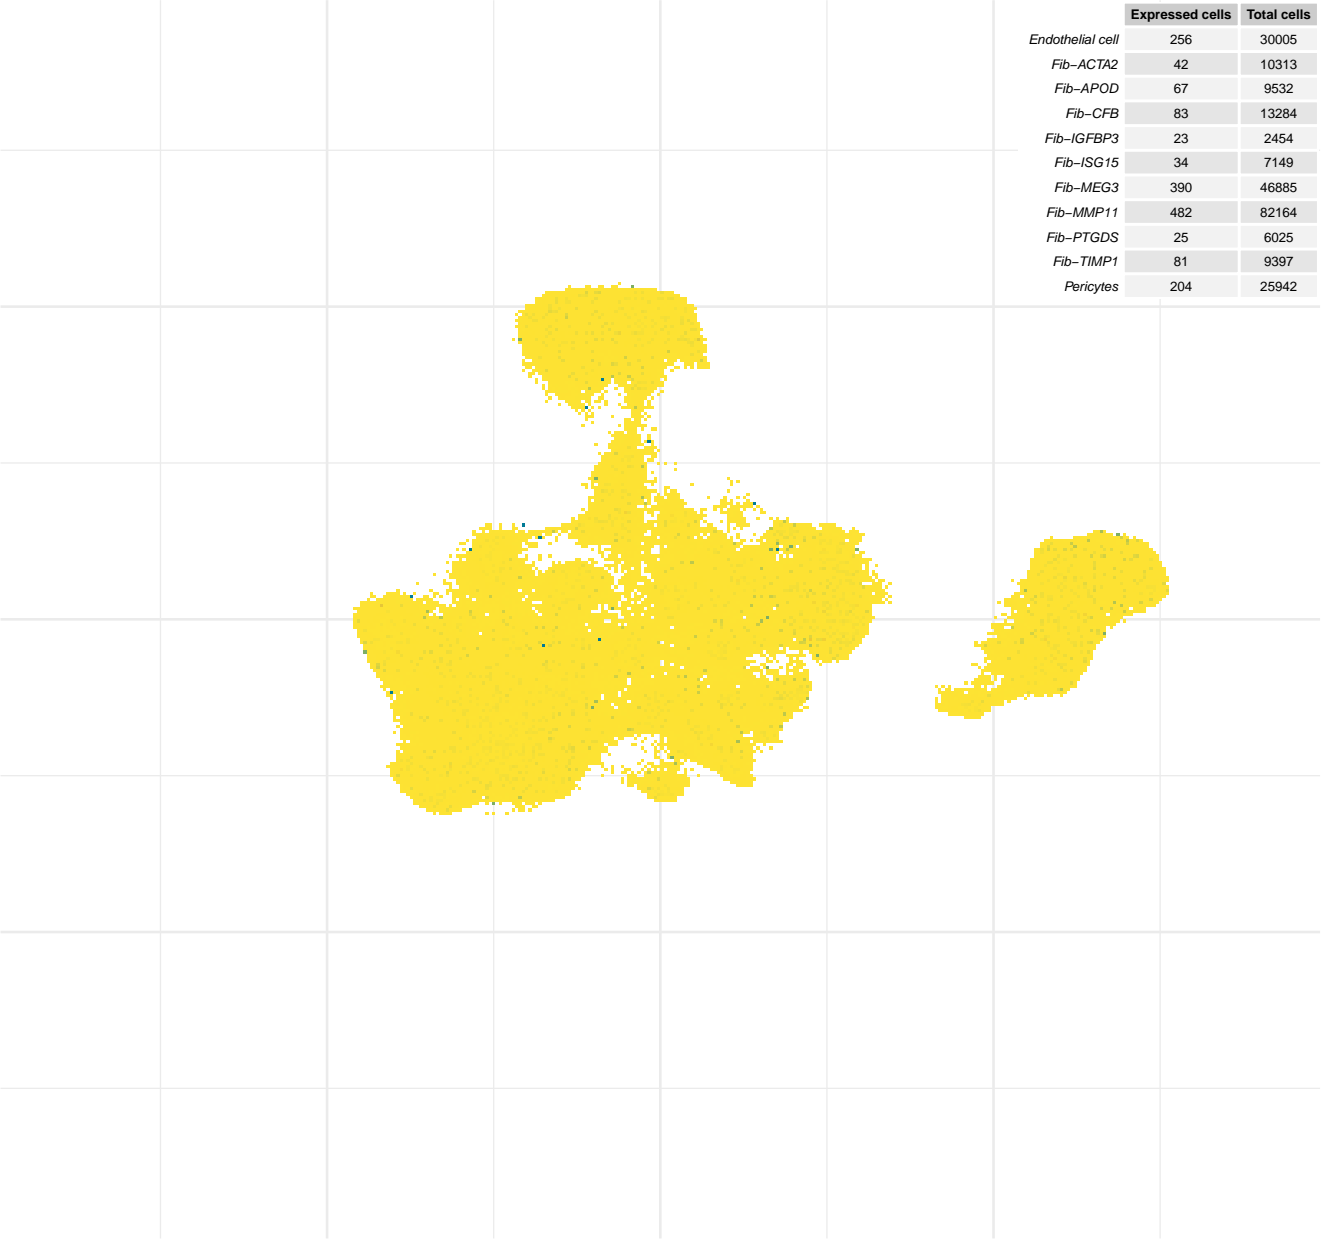 Expressed cells Total cells
Endothelial cell 256 30005
Fib−ACTA2 42 10313
Fib−APOD 67 9532
Fib−CFB 83 13284
Fib−IGFBP3 23 2454
Fib−ISG15 34 7149
Fib−MEG3 390 46885
Fib−MMP11 482 82164
Fib−PTGDS 25 6025
Fib−TIMP1 81 9397
Pericytes 204 25942